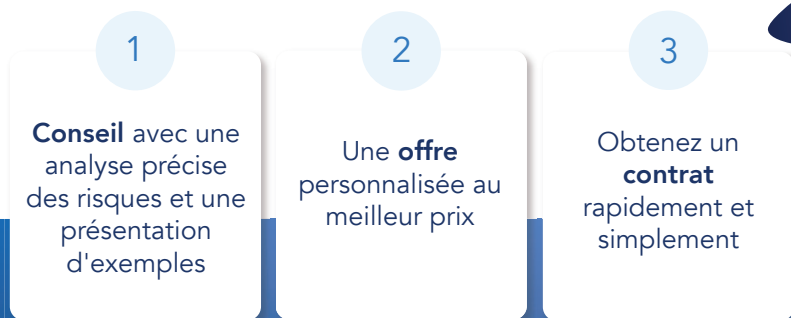 1
Conseil avec une
analyse précise
des risques et une
présentation
d'exemples
2
Une offre
personnalisée au
meilleur prix
3
Obtenez un
contrat
rapidement et
simplement